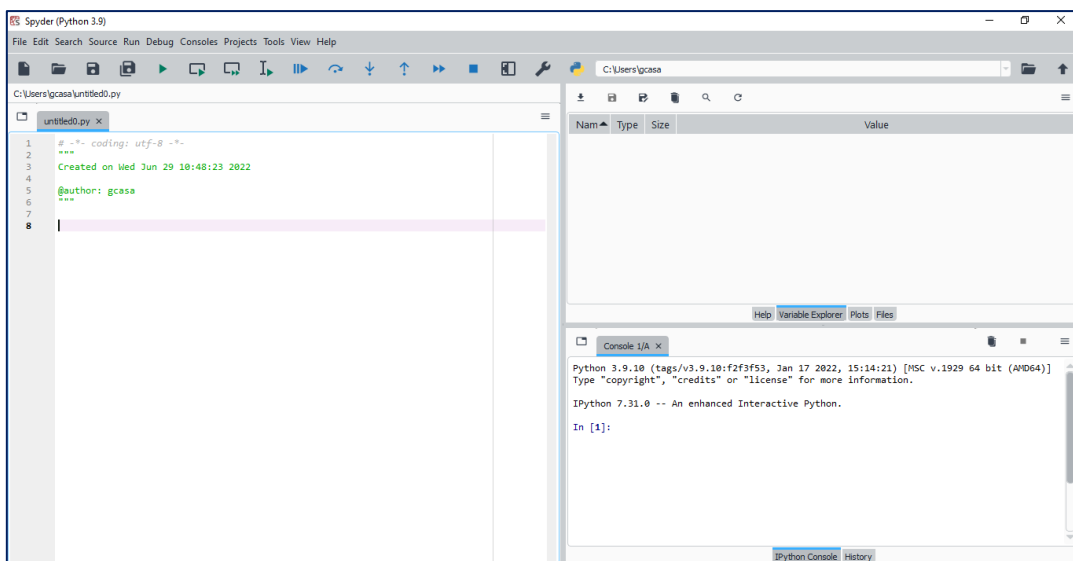 Spyder (Python 3.9)
File Edit Search Source Run Debug Consoles Projects Tools View Help
C:\Users\gcasa
C:\Users\gcasa\untitled0.py
untitled0.py
1 # -*- coding: utf-8 -*-
2 """
3 Created on Wed Jun 29 10:48:23 2022
4
5 @author: gcasa
6 """
7
8
Nam Type Size Value
Help Variable Explorer Plots Files
Console 1/A
Python 3.9.10 (tags/v3.9.10:f2f3f53, Jan 17 2022, 15:14:21) [MSC v.1929 64 bit (AMD64)]
Type "copyright", "credits" or "license" for more information.
IPython 7.31.0 -- An enhanced Interactive Python.
In [1]:
IPython Console History